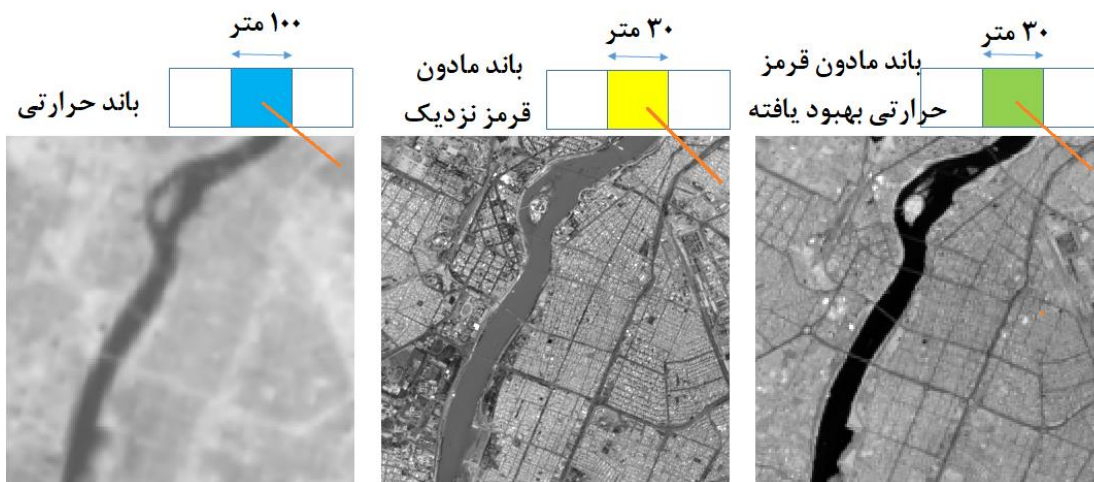 ۱۰۰ متر
باند حرارتی
۳۰ متر
باند مادون
قرمز نزدیک
۳۰ متر
باند مادون قرمز
حرارتی بهبود یافته